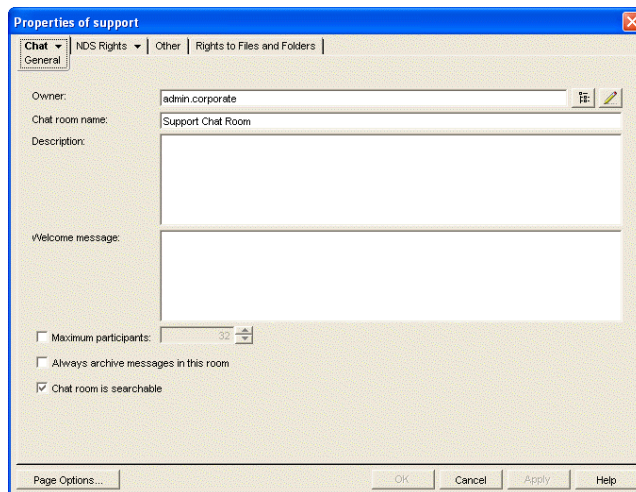 Properties of support
Chat NDS Rights Other Rights to Files and Folders
General
Owner: admin.corporate
Chat room name: Support Chat Room
Description:
Welcome message:
Maximum participants: 32
Always archive messages in this room
Chat room is searchable
Page Options... OK Cancel Apply Help